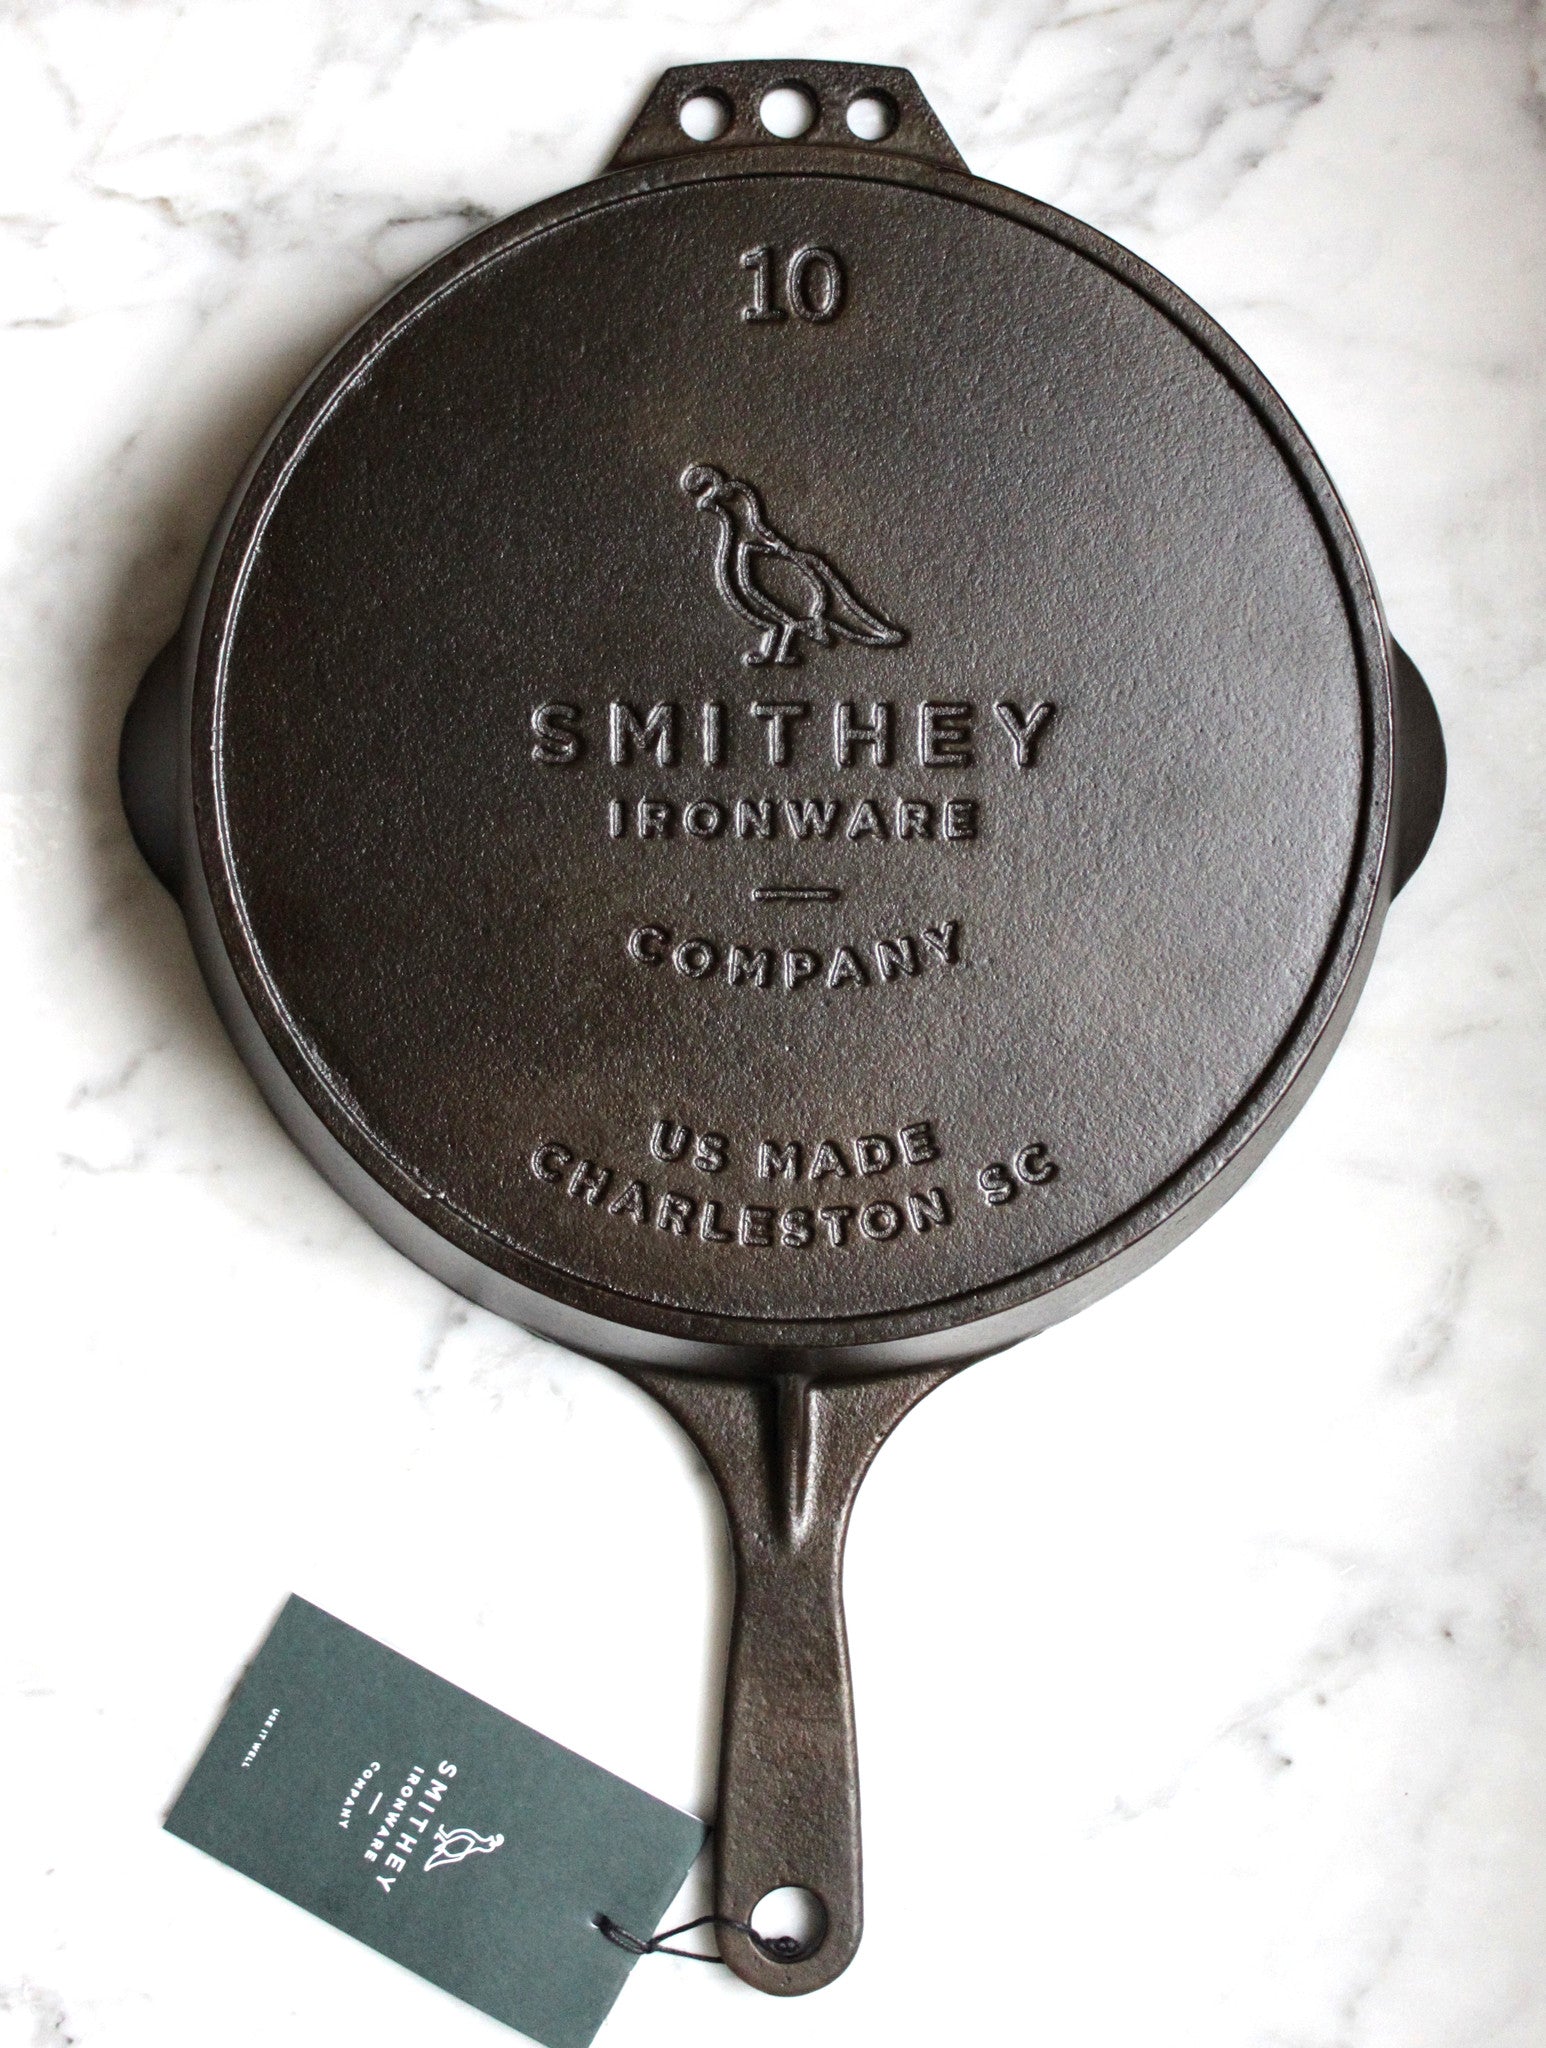 10
SMITHEY
IRONWARE
COMPANY
US MADE
CHARLESTON SC
SMITHEY
IRONWARE
COMPANY
USE IT WELL